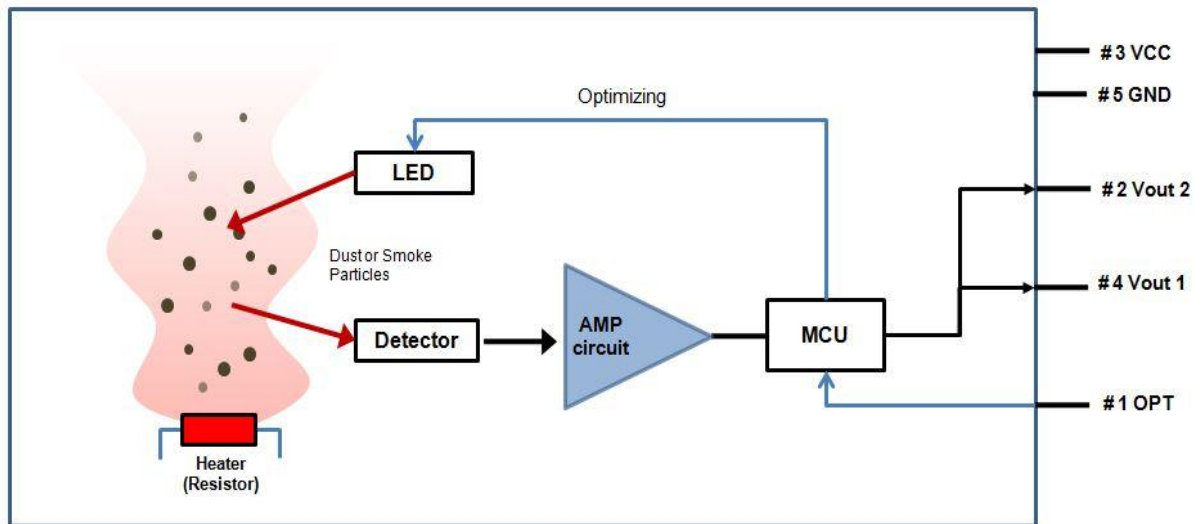 Optimizing
LED
Dust or Smoke
Particles
Detector
AMP
circuit
MCU
Heater
(Resistor)
# 3 VCC
# 5 GND
# 2 Vout 2
# 4 Vout 1
# 1 OPT